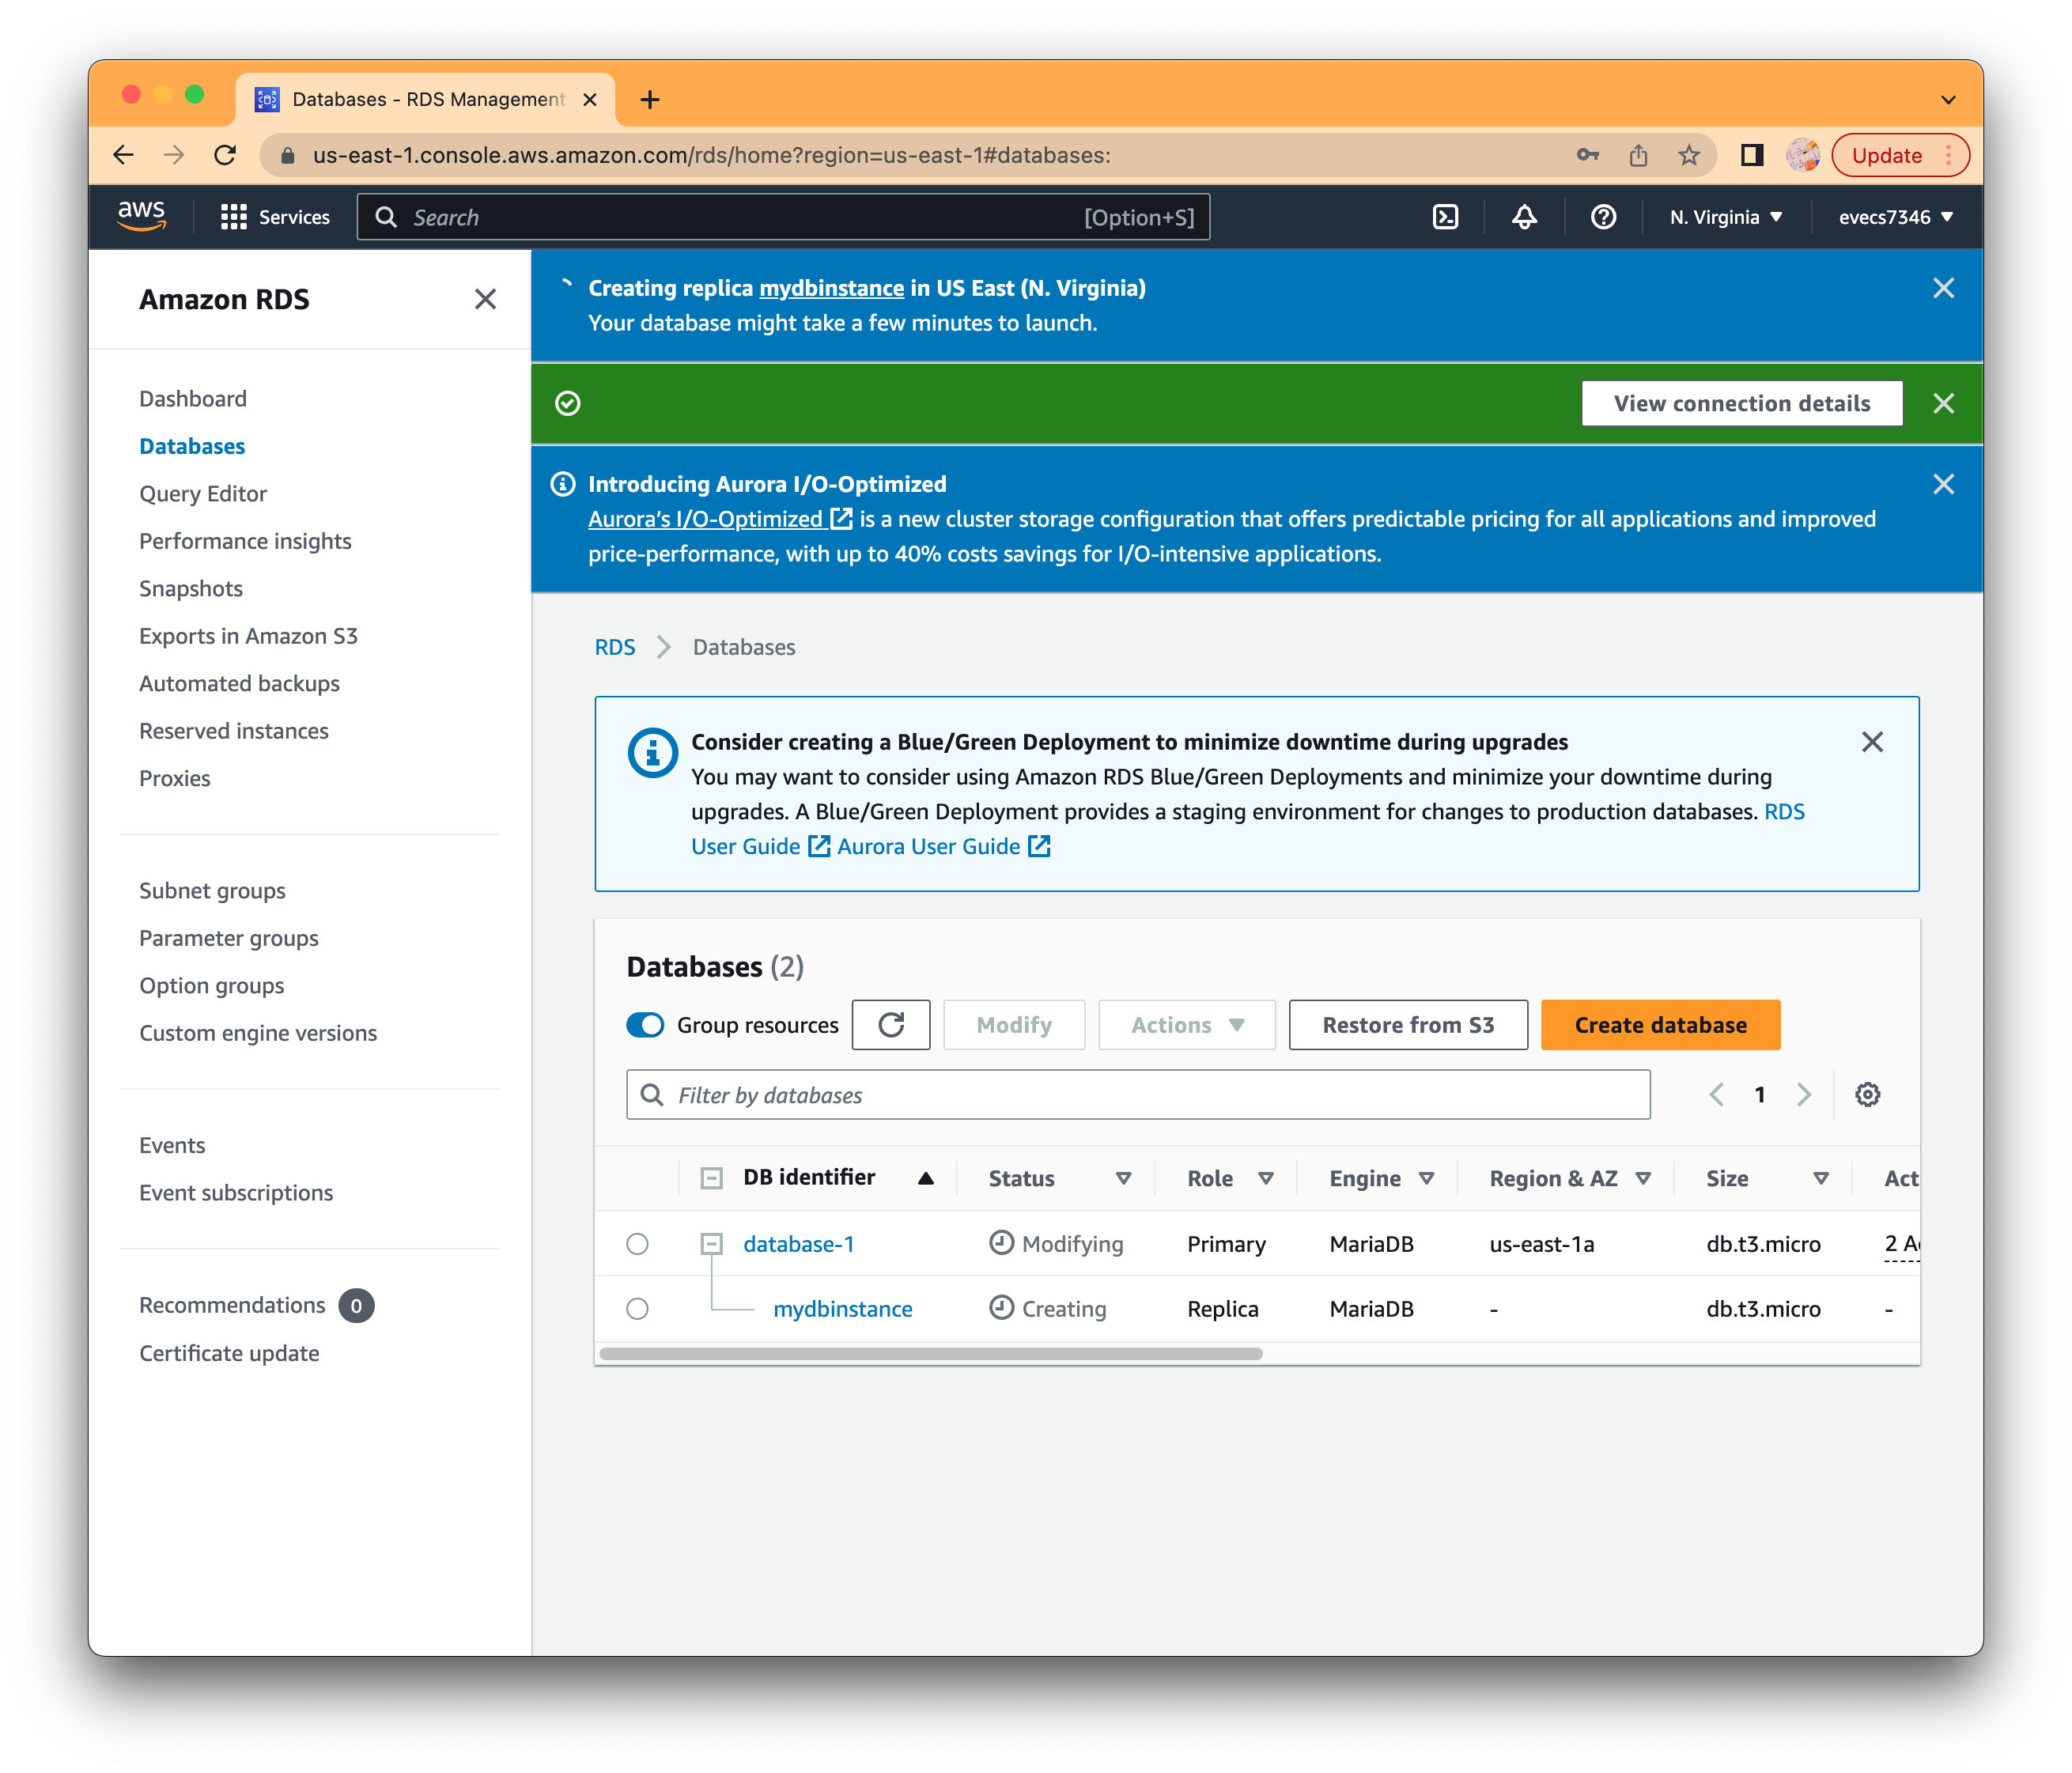 Databases - RDS Management
us-east-1.console.aws.amazon.com/rds/home?region=us-east-1#databases:
Update
aws
Services
Search
[Option+S]
N. Virginia
evecs7346
Amazon RDS
Dashboard
Databases
Query Editor
Performance insights
Snapshots
Exports in Amazon S3
Automated backups
Reserved instances
Proxies
Subnet groups
Parameter groups
Option groups
Custom engine versions
Events
Event subscriptions
Recommendations 0
Certificate update
Creating replica mydbinstance in US East (N. Virginia)
Your database might take a few minutes to launch.
View connection details
Introducing Aurora I/O-Optimized
Aurora's I/O-Optimized is a new cluster storage configuration that offers predictable pricing for all applications and improved
price-performance, with up to 40% costs savings for I/O-intensive applications.
RDS > Databases
Consider creating a Blue/Green Deployment to minimize downtime during upgrades
You may want to consider using Amazon RDS Blue/Green Deployments and minimize your downtime during
upgrades. A Blue/Green Deployment provides a staging environment for changes to production databases. RDS
User Guide Aurora User Guide
Databases (2)
Group resources Modify Actions Restore from S3 Create database
Filter by databases 1
DB identifier Status Role Engine Region & AZ Size Act
database-1 Modifying Primary MariaDB us-east-1a db.t3.micro 2 A
mydbinstance Creating Replica MariaDB - db.t3.micro -